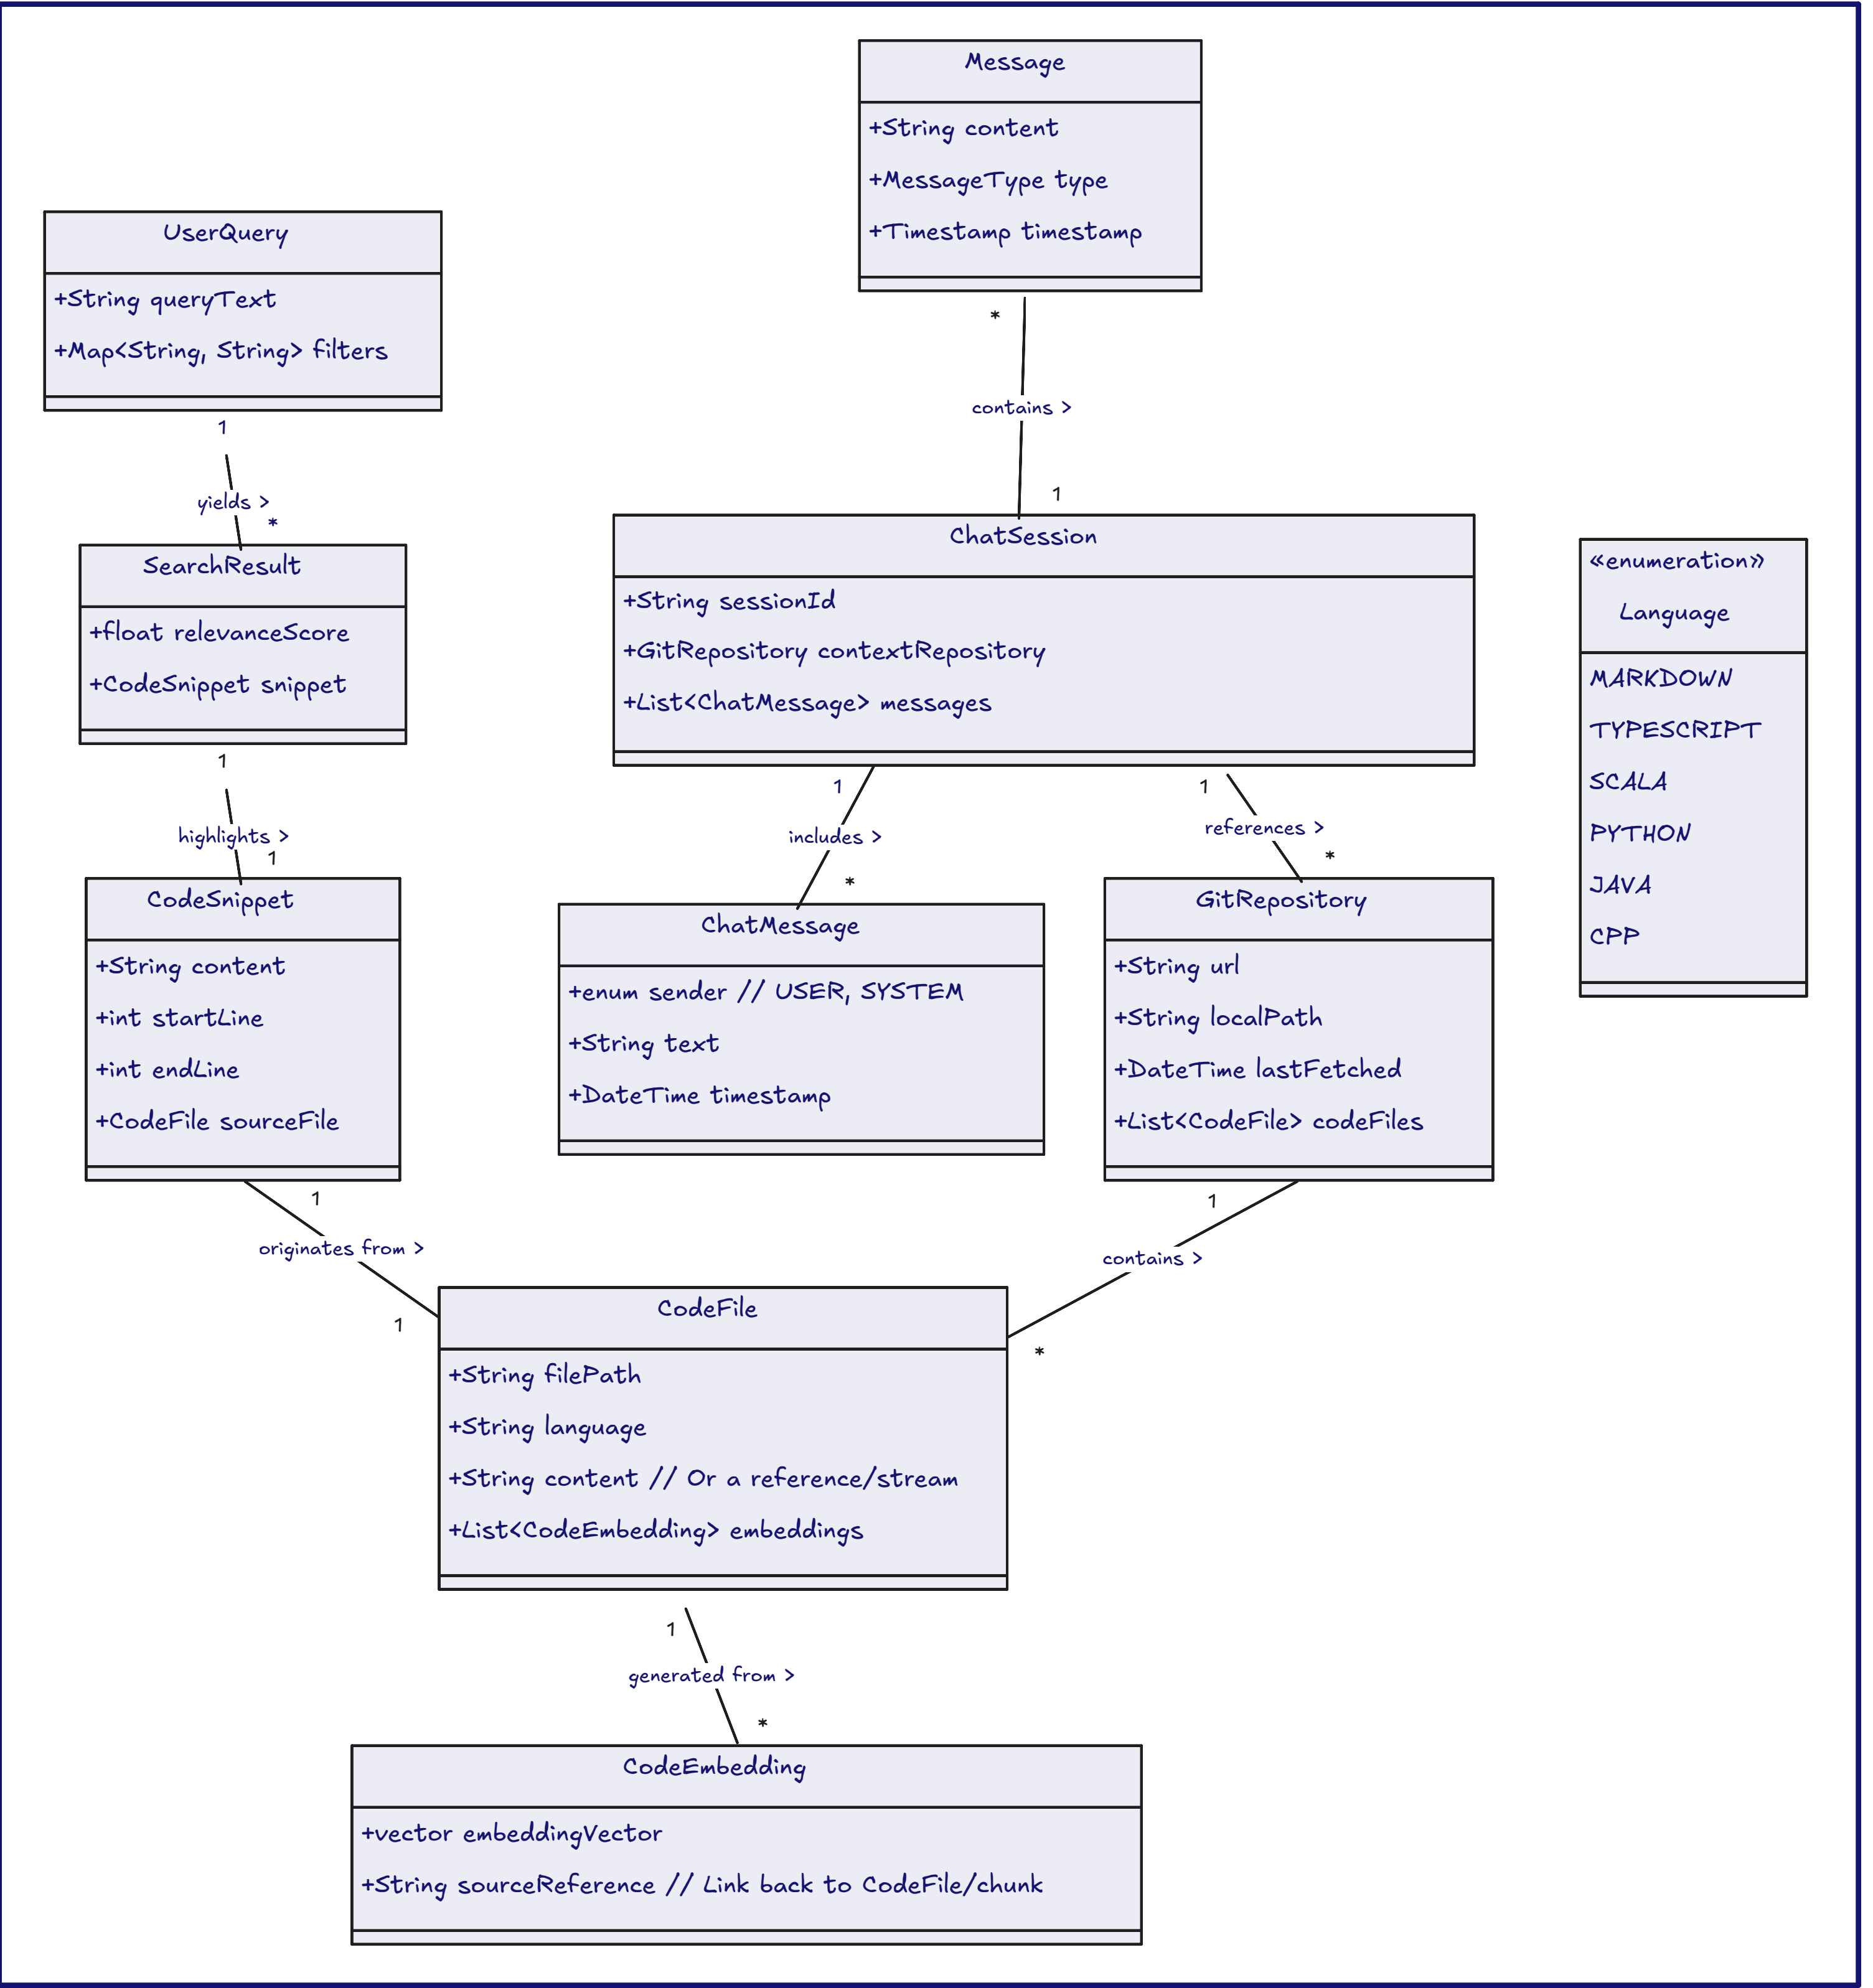 Message
+String content
+MessageType type
+Timestamp timestamp
*
contains >
1
UserQuery
+String queryText
+Map<String, String> filters
1
yields >
*
SearchResult
+float relevanceScore
+CodeSnippet snippet
1
highlights >
1
ChatSession
+String sessionId
+GitRepository contextRepository
+List<ChatMessage> messages
1
includes >
*
1
references >
*
«enumeration»
Language
MARKDOWN
TYPESCRIPT
SCALA
PYTHON
JAVA
CPP
CodeSnippet
+String content
+int startLine
+int endLine
+CodeFile sourceFile
1
originates from >
1
ChatMessage
+enum sender // USER, SYSTEM
+String text
+DateTime timestamp
GitRepository
+String url
+String localPath
+DateTime lastFetched
+List<CodeFile> codeFiles
1
contains >
*
CodeFile
+String filePath
+String language
+String content // Or a reference/stream
+List<CodeEmbedding> embeddings
1
generated from >
*
CodeEmbedding
+vector embeddingVector
+String sourceReference // Link back to CodeFile/chunk